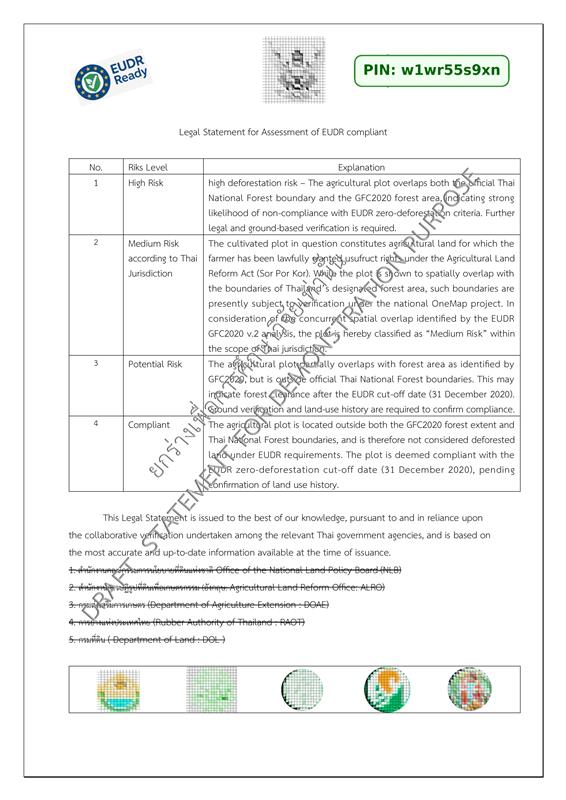 EUDR
Ready
PIN: w1wr55s9xn
Legal Statement for Assessment of EUDR compliant
No. Riks Level Explanation
1 High Risk high deforestation risk – The agricultural plot overlaps both the official Thai
National Forest boundary and the GFC2020 forest area, indicating strong
likelihood of non-compliance with EUDR zero-deforestation criteria. Further
legal and ground-based verification is required.
2 Medium Risk The cultivated plot in question constitutes agricultural land for which the
according to Thai farmer has been lawfully granted usufruct rights under the Agricultural Land
Jurisdiction Reform Act (Sor Por Kor). While the plot is shown to spatially overlap with
the boundaries of Thailand's designated forest area, such boundaries are
presently subject to verification under the national OneMap project. In
consideration of the concurrent spatial overlap identified by the EUDR
GFC2020 v.2 analysis, the plot is hereby classified as “Medium Risk” within
the scope of Thai jurisdiction.
3 Potential Risk The agricultural plot partially overlaps with forest area as identified by
GFC2020, but is outside official Thai National Forest boundaries. This may
indicate forest clearance after the EUDR cut-off date (31 December 2020).
Ground verification and land-use history are required to confirm compliance.
4 Compliant The agricultural plot is located outside both the GFC2020 forest extent and
Thai National Forest boundaries, and is therefore not considered deforested
land under EUDR requirements. The plot is deemed compliant with the
EUDR zero-deforestation cut-off date (31 December 2020), pending
confirmation of land use history.
This Legal Statement is issued to the best of our knowledge, pursuant to and in reliance upon
the collaborative verification undertaken among the relevant Thai government agencies, and is based on
the most accurate and up-to-date information available at the time of issuance.
1. สำนักงานคณะกรรมการนโยบายที่ดินแห่งชาติ Office of the National Land Policy Board (NLB)
2. สำนักงานการปฏิรูปที่ดินเพื่อเกษตรกรรม (อังกฤษ: Agricultural Land Reform Office: ALRO)
3. กรมส่งเสริมการเกษตร (Department of Agriculture Extension : DOAE)
4. การยางแห่งประเทศไทย (Rubber Authority of Thailand : RAOT)
5. กรมที่ดิน ( Department of Land : DOL )
DRAFT STATEMENT FOR DEMONSTRATION PURPOSE